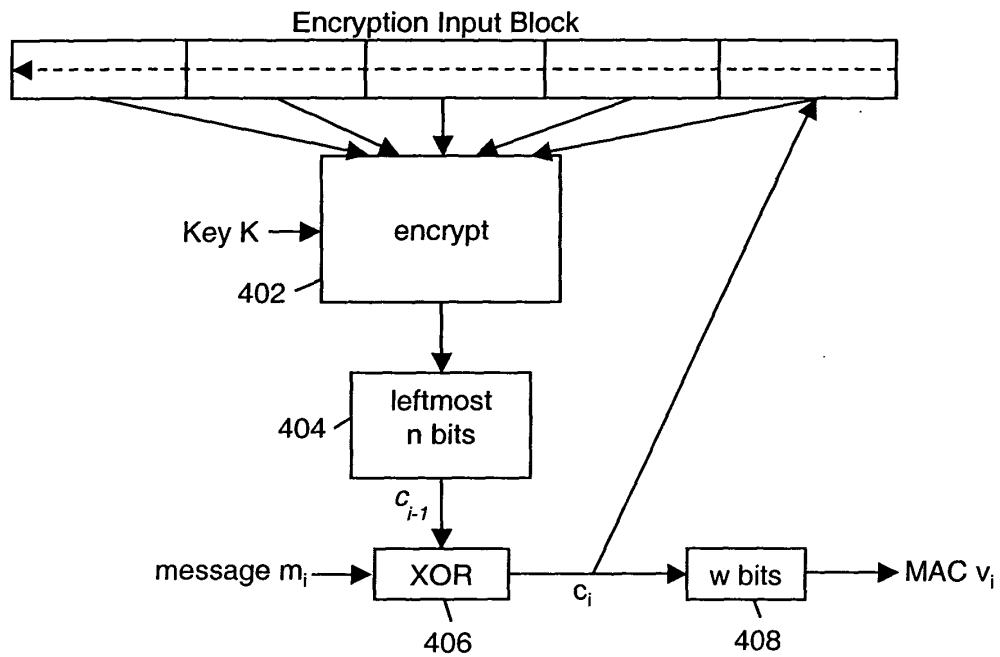 Encryption Input Block
Key K
encrypt
402
leftmost
n bits
404
c_{i-1}
message m_i
XOR
c_i
w bits
MAC v_i
406
408